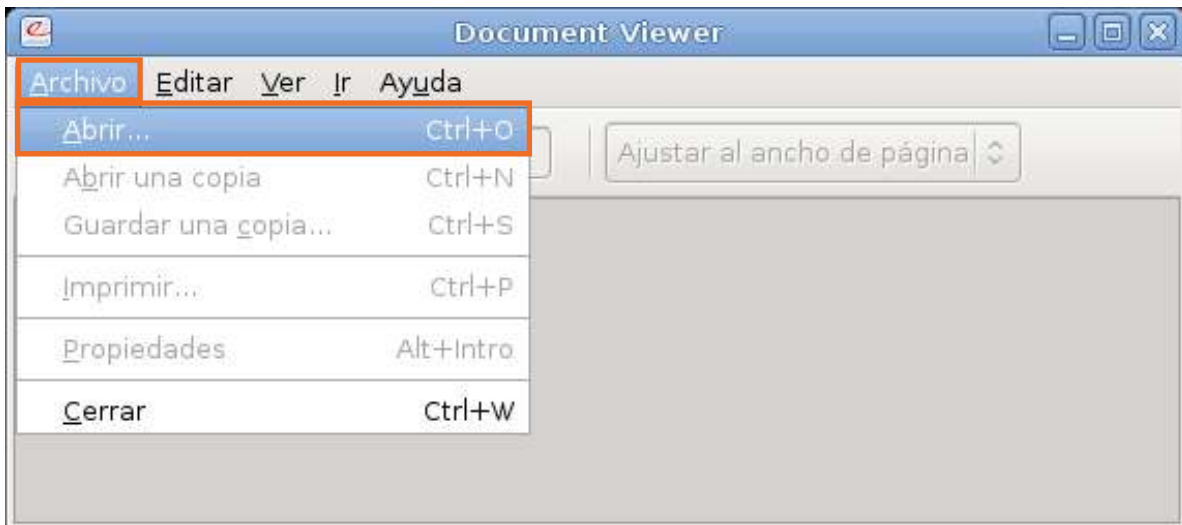 Document Viewer
Archivo Editar Ver Ir Ayuda
Abrir... Ctrl+O
Ajustar al ancho de página
Abrir una copia Ctrl+N
Guardar una copia... Ctrl+S
Imprimir... Ctrl+P
Propiedades Alt+Intro
Cerrar Ctrl+W